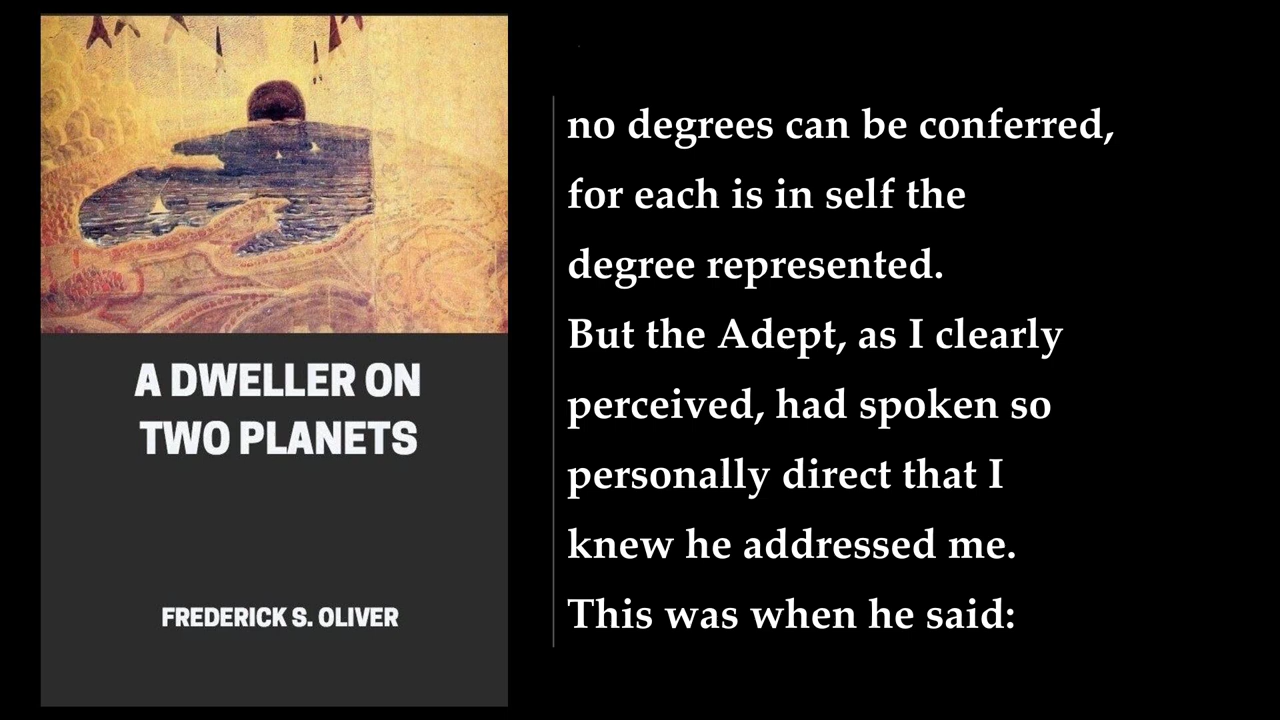 A DWELLER ON
TWO PLANETS
FREDERICK S. OLIVER
no degrees can be conferred,
for each is in self the
degree represented.
But the Adept, as I clearly
perceived, had spoken so
personally direct that I
knew he addressed me.
This was when he said: